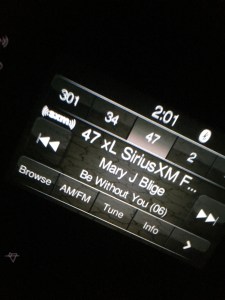 2:01
301 34 47 2
((SXM))
47 xL SiriusXM F...
Mary J Blige
Be Without You (06)
Browse AM/FM Tune Info >